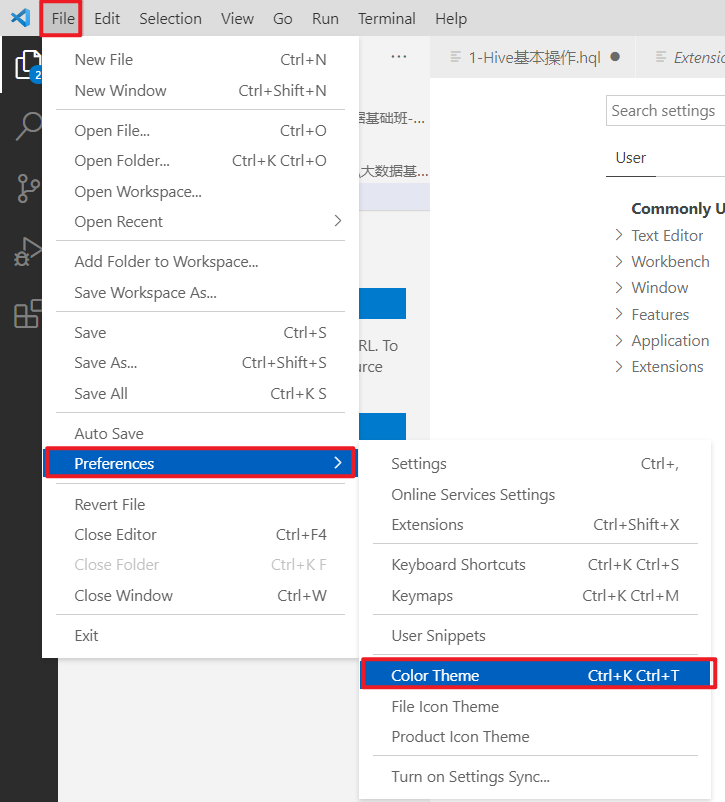 File Edit Selection View Go Run Terminal Help
2
New File Ctrl+N
New Window Ctrl+Shift+N
Open File... Ctrl+O
Open Folder... Ctrl+K Ctrl+O
Open Workspace...
Open Recent
Add Folder to Workspace...
Save Workspace As...
Save Ctrl+S
Save As... Ctrl+Shift+S
Save All Ctrl+K S
Auto Save
Preferences
Revert File
Close Editor Ctrl+F4
Close Folder Ctrl+K F
Close Window Ctrl+W
Exit
...
基础班-...
大数据基...
RL. To
urce
1-Hive基本操作.hql
Extensio
Search settings
User
Commonly U
Text Editor
Workbench
Window
Features
Application
Extensions
Settings Ctrl+,
Online Services Settings
Extensions Ctrl+Shift+X
Keyboard Shortcuts Ctrl+K Ctrl+S
Keymaps Ctrl+K Ctrl+M
User Snippets
Color Theme Ctrl+K Ctrl+T
File Icon Theme
Product Icon Theme
Turn on Settings Sync...